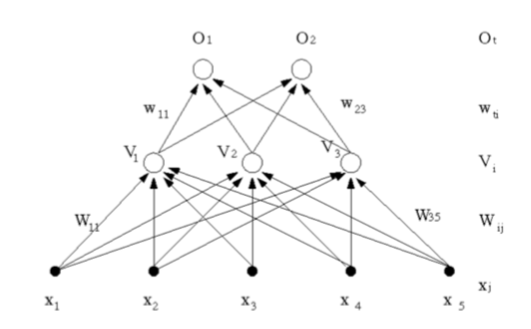 O1 O2 Ot
w11 w23 wti
V1 V2 V3 Vi
W11 W35 Wij
x1 x2 x3 x4 x5 xj